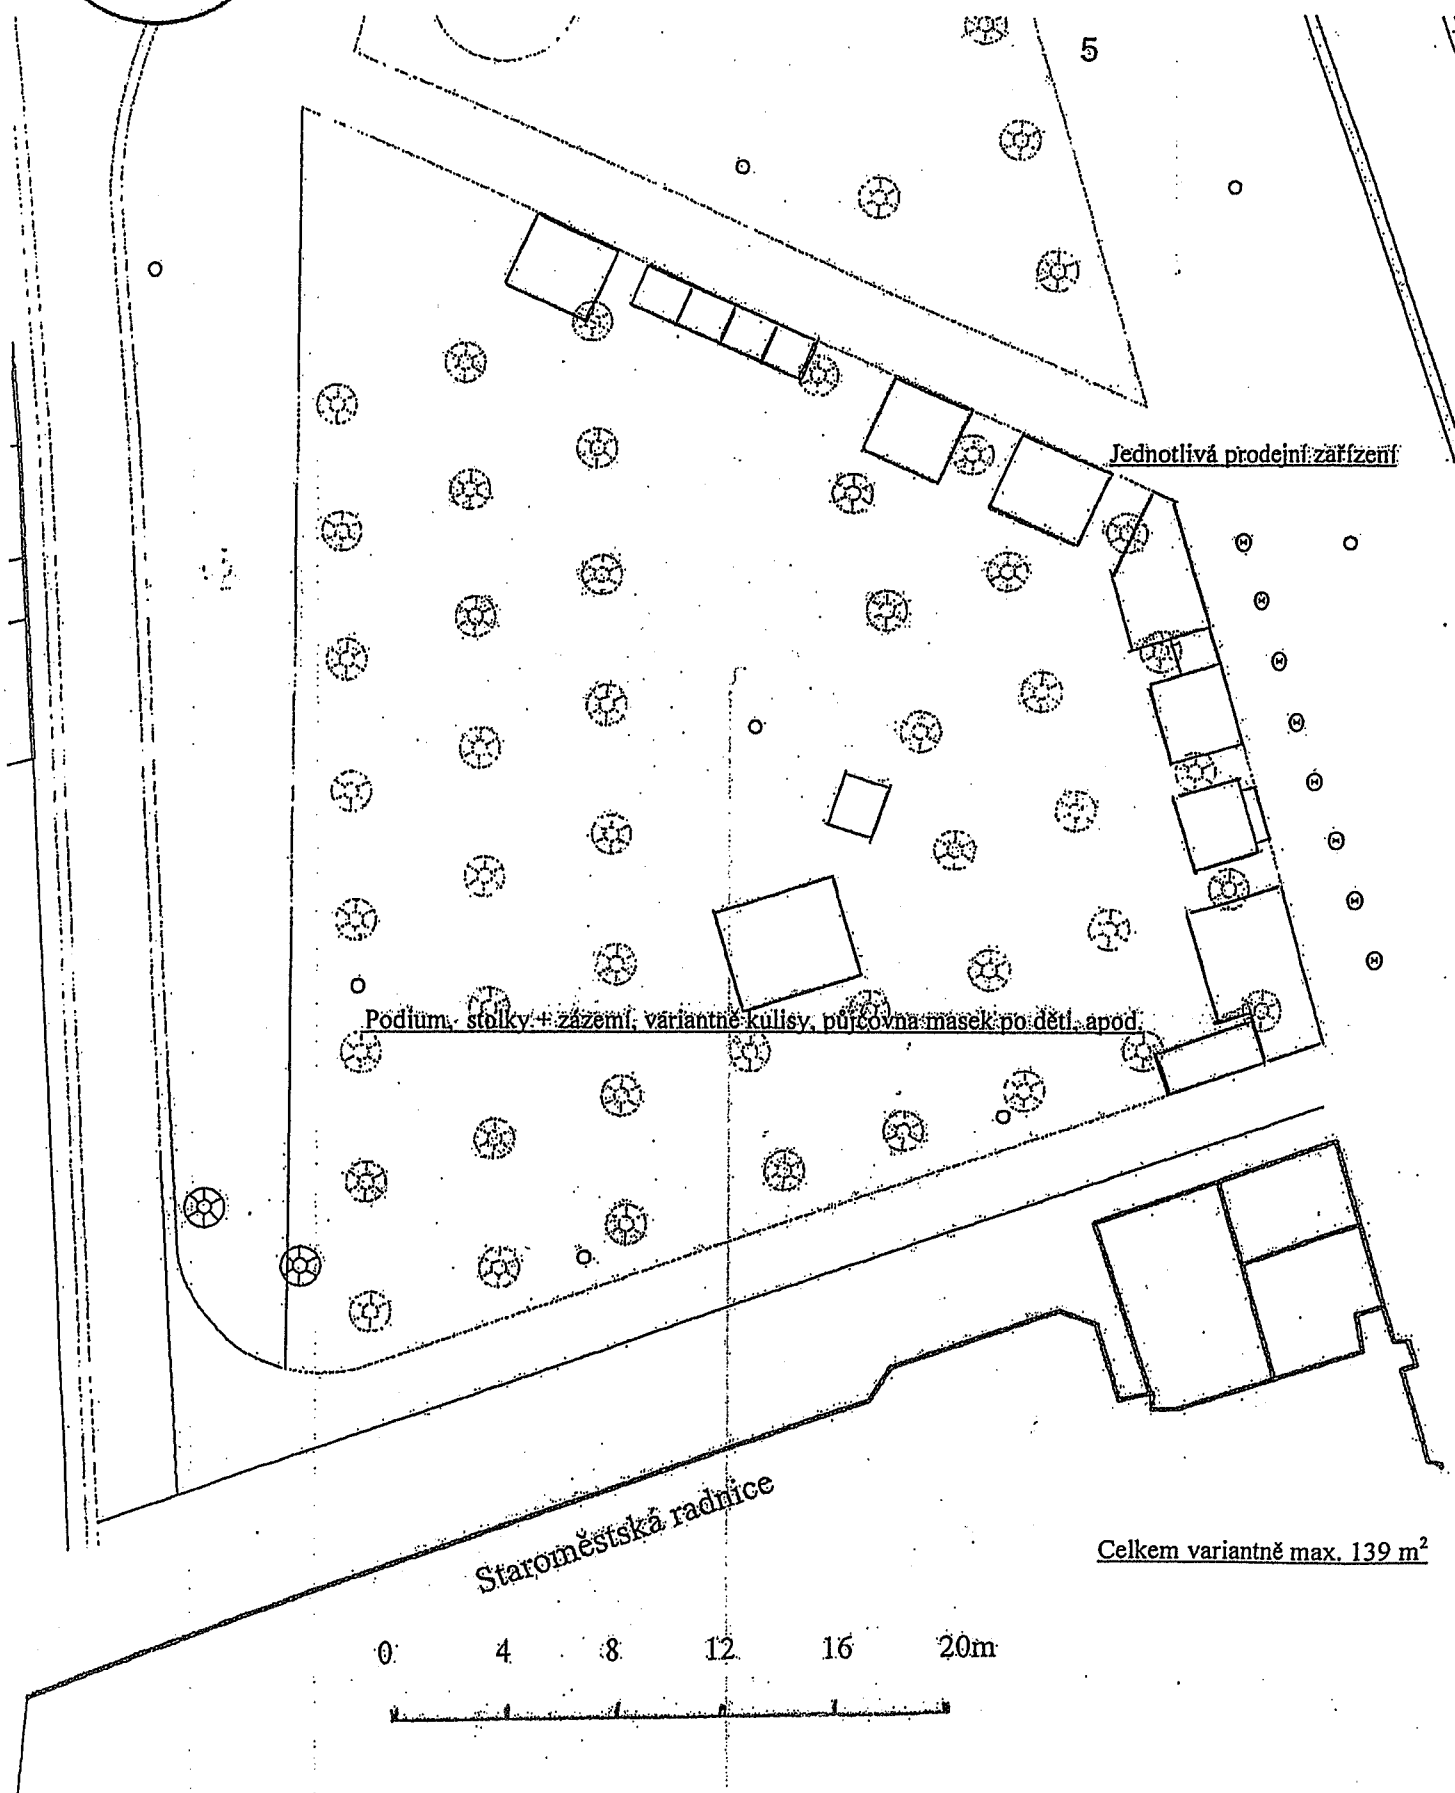 5
Jednotlivá prodejní zařízení
Podium, stolky + zázemí, variantně kulisy, půjčovna masek po děti, apod.
Staroměstská radnice
Celkem variantně max. 139 m²
0 4 8 12 16 20m